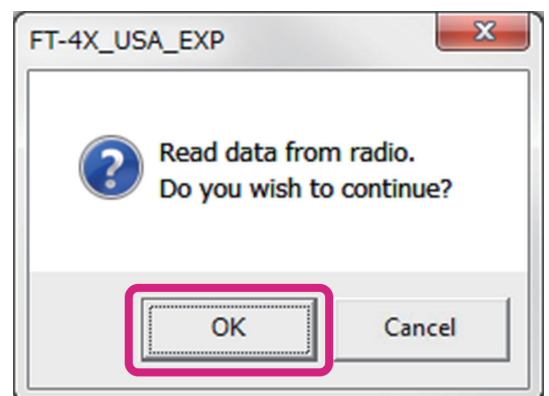 FT-4X_USA_EXP
Read data from radio.
Do you wish to continue?
OK
Cancel